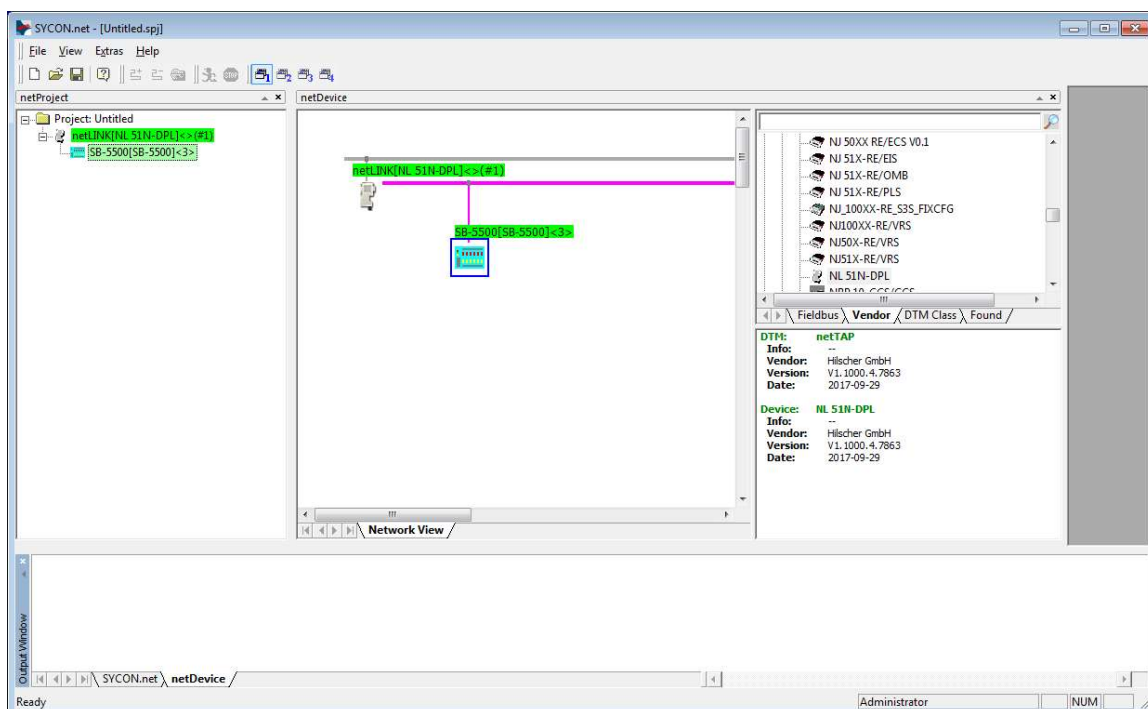 SYCON.net - [Untitled.spj]
File View Extras Help
netProject
Project: Untitled
netLINK[NL 51N-DPL]<>(#1)
SB-5500[SB-5500]<3>
netDevice
netLINK[NL 51N-DPL]<>(#1)
SB-5500[SB-5500]<3>
Network View
NJ 50XX RE/ECS V0.1
NJ 51X-RE/EIS
NJ 51X-RE/OMB
NJ 51X-RE/PLS
NJ_100XX-RE_S3S_FIXCFG
NJ100XX-RE/VRS
NJ50X-RE/VRS
NJ51X-RE/VRS
NL 51N-DPL
Fieldbus Vendor DTM Class Found
DTM: netTAP
Info: --
Vendor: Hilscher GmbH
Version: V1.1000.4.7863
Date: 2017-09-29
Device: NL 51N-DPL
Info: --
Vendor: Hilscher GmbH
Version: V1.1000.4.7863
Date: 2017-09-29
Output Window
SYCON.net netDevice
Ready Administrator NUM